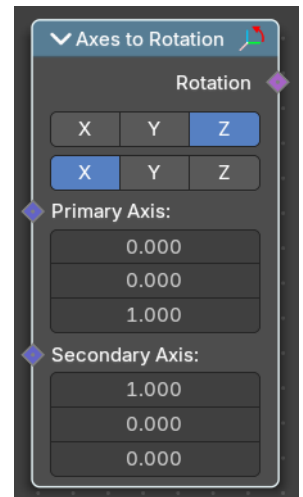 Axes to Rotation
Rotation
X Y Z
X Y Z
Primary Axis:
0.000
0.000
1.000
Secondary Axis:
1.000
0.000
0.000